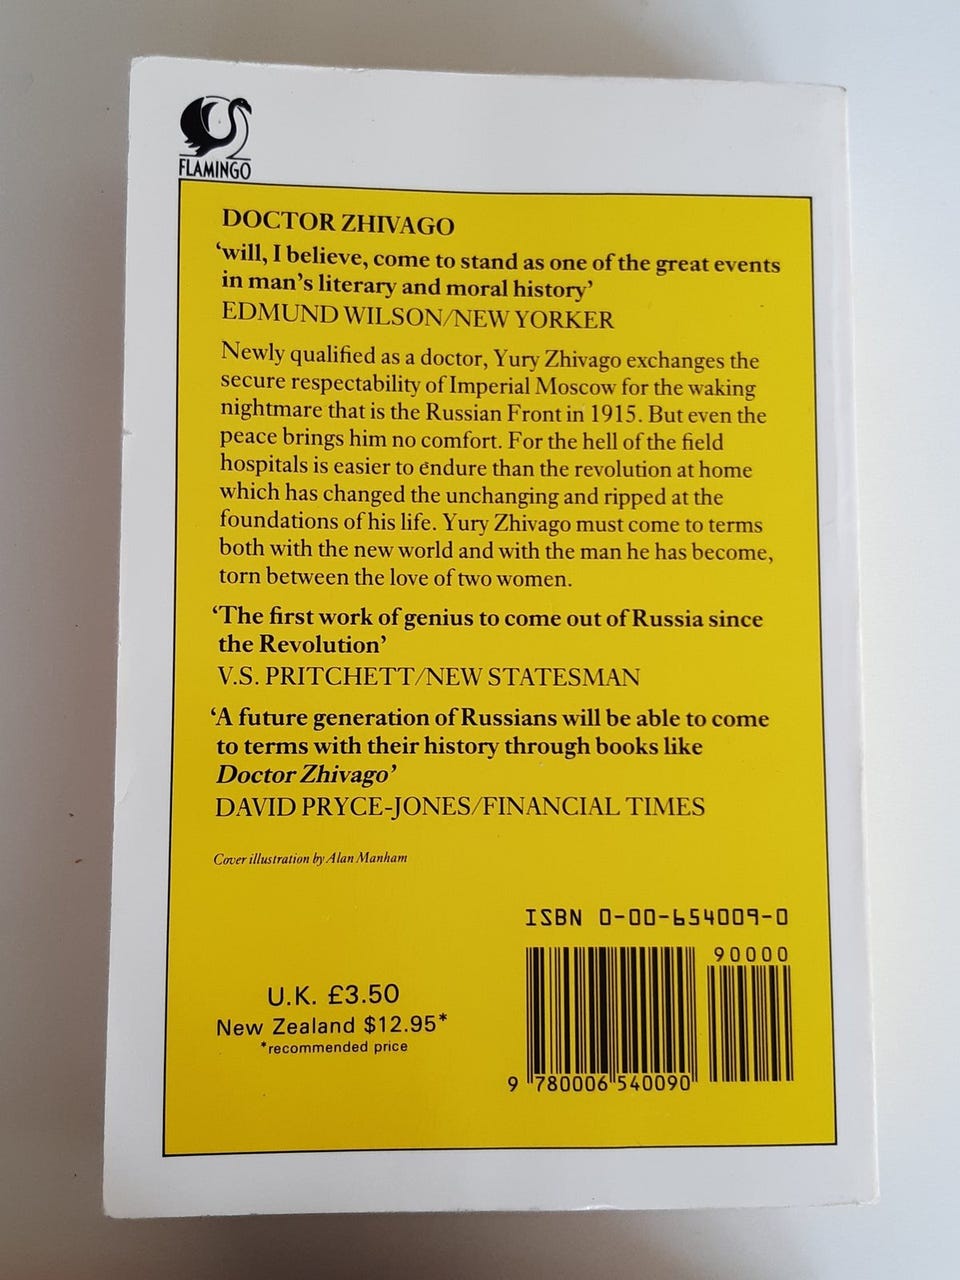 FLAMINGO
DOCTOR ZHIVAGO
‘will, I believe, come to stand as one of the great events
in man’s literary and moral history’
EDMUND WILSON/NEW YORKER
Newly qualified as a doctor, Yury Zhivago exchanges the
secure respectability of Imperial Moscow for the waking
nightmare that is the Russian Front in 1915. But even the
peace brings him no comfort. For the hell of the field
hospitals is easier to endure than the revolution at home
which has changed the unchanging and ripped at the
foundations of his life. Yury Zhivago must come to terms
both with the new world and with the man he has become,
torn between the love of two women.
‘The first work of genius to come out of Russia since
the Revolution’
V.S. PRITCHETT/NEW STATESMAN
‘A future generation of Russians will be able to come
to terms with their history through books like
Doctor Zhivago’
DAVID PRYCE-JONES/FINANCIAL TIMES
Cover illustration by Alan Manham
ISBN 0-00-654009-0
90000
U.K. £3.50
New Zealand $12.95*
*recommended price
9 780006 540090